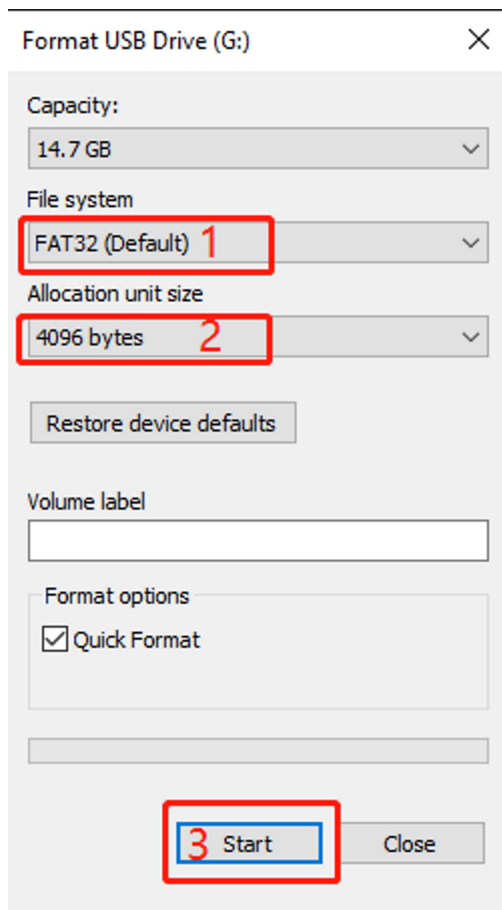 Format USB Drive (G:)
Capacity:
14.7 GB
File system
FAT32 (Default) 1
Allocation unit size
4096 bytes 2
Restore device defaults
Volume label
Format options
Quick Format
3 Start Close